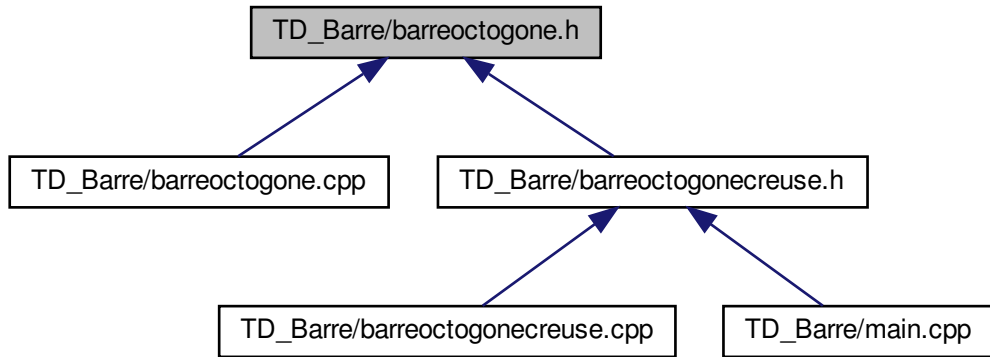 TD_Barre/barreoctogone.h
TD_Barre/barreoctogone.cpp
TD_Barre/barreoctogonecreuse.h
TD_Barre/barreoctogonecreuse.cpp
TD_Barre/main.cpp